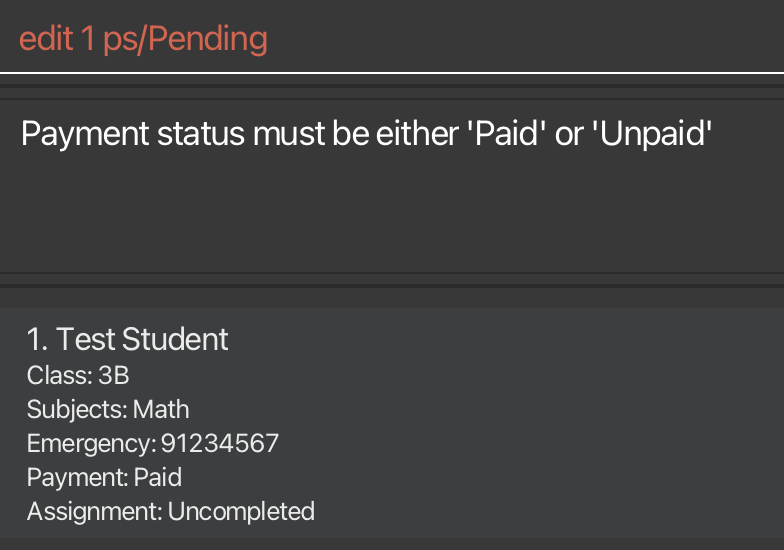 edit 1 ps/Pending
Payment status must be either 'Paid' or 'Unpaid'
1. Test Student
Class: 3B
Subjects: Math
Emergency: 91234567
Payment: Paid
Assignment: Uncompleted